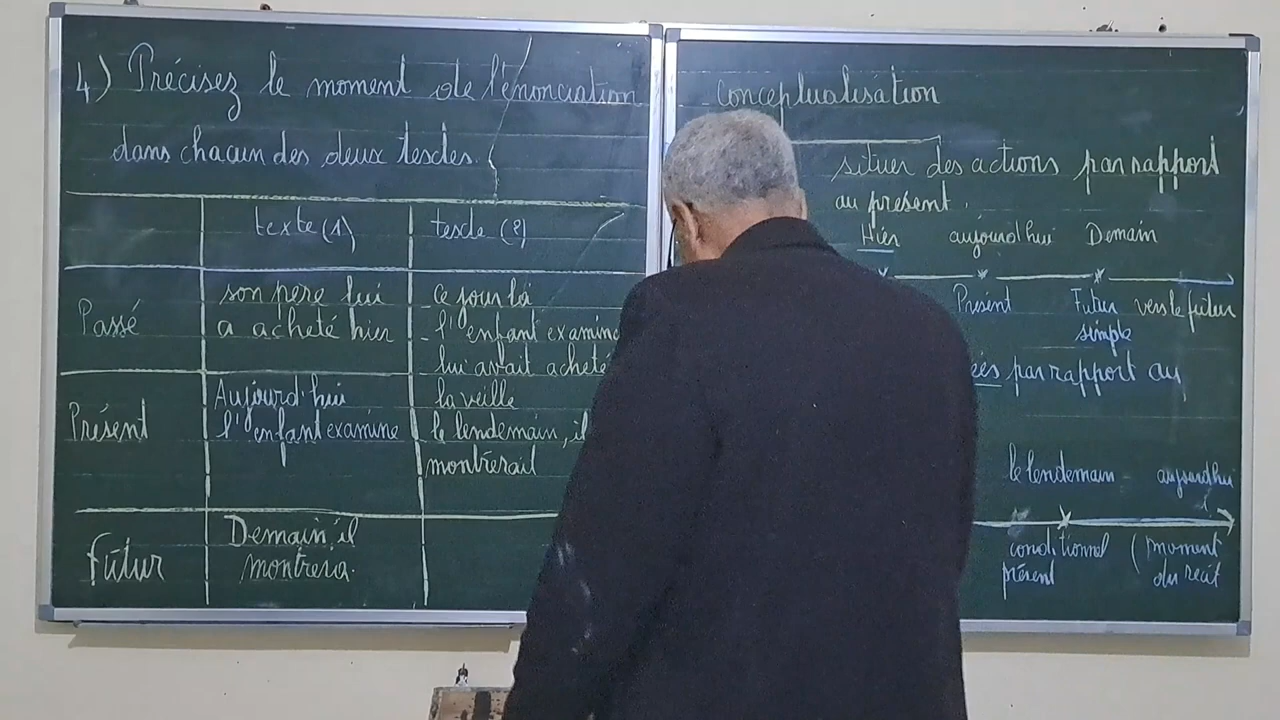 4) Précisez le moment de l'énonciation
dans chacun des deux textes.
texte (1)
texte (2)
Passé
son père lui
a acheté hier
- ce jour là
- l'enfant examine
lui avait acheté
la veille
le lendemain, il
montrerait
Présent
Aujourd'hui
l'enfant examine
Futur
Demain, il
montrera.
- Conceptualisation
situer des actions par rapport
au présent.
Hier aujourd'hui Demain
Présent Futur vers le futur
simple
par rapport au
le lendemain aujourd'hui
conditionnel (moment
présent du récit